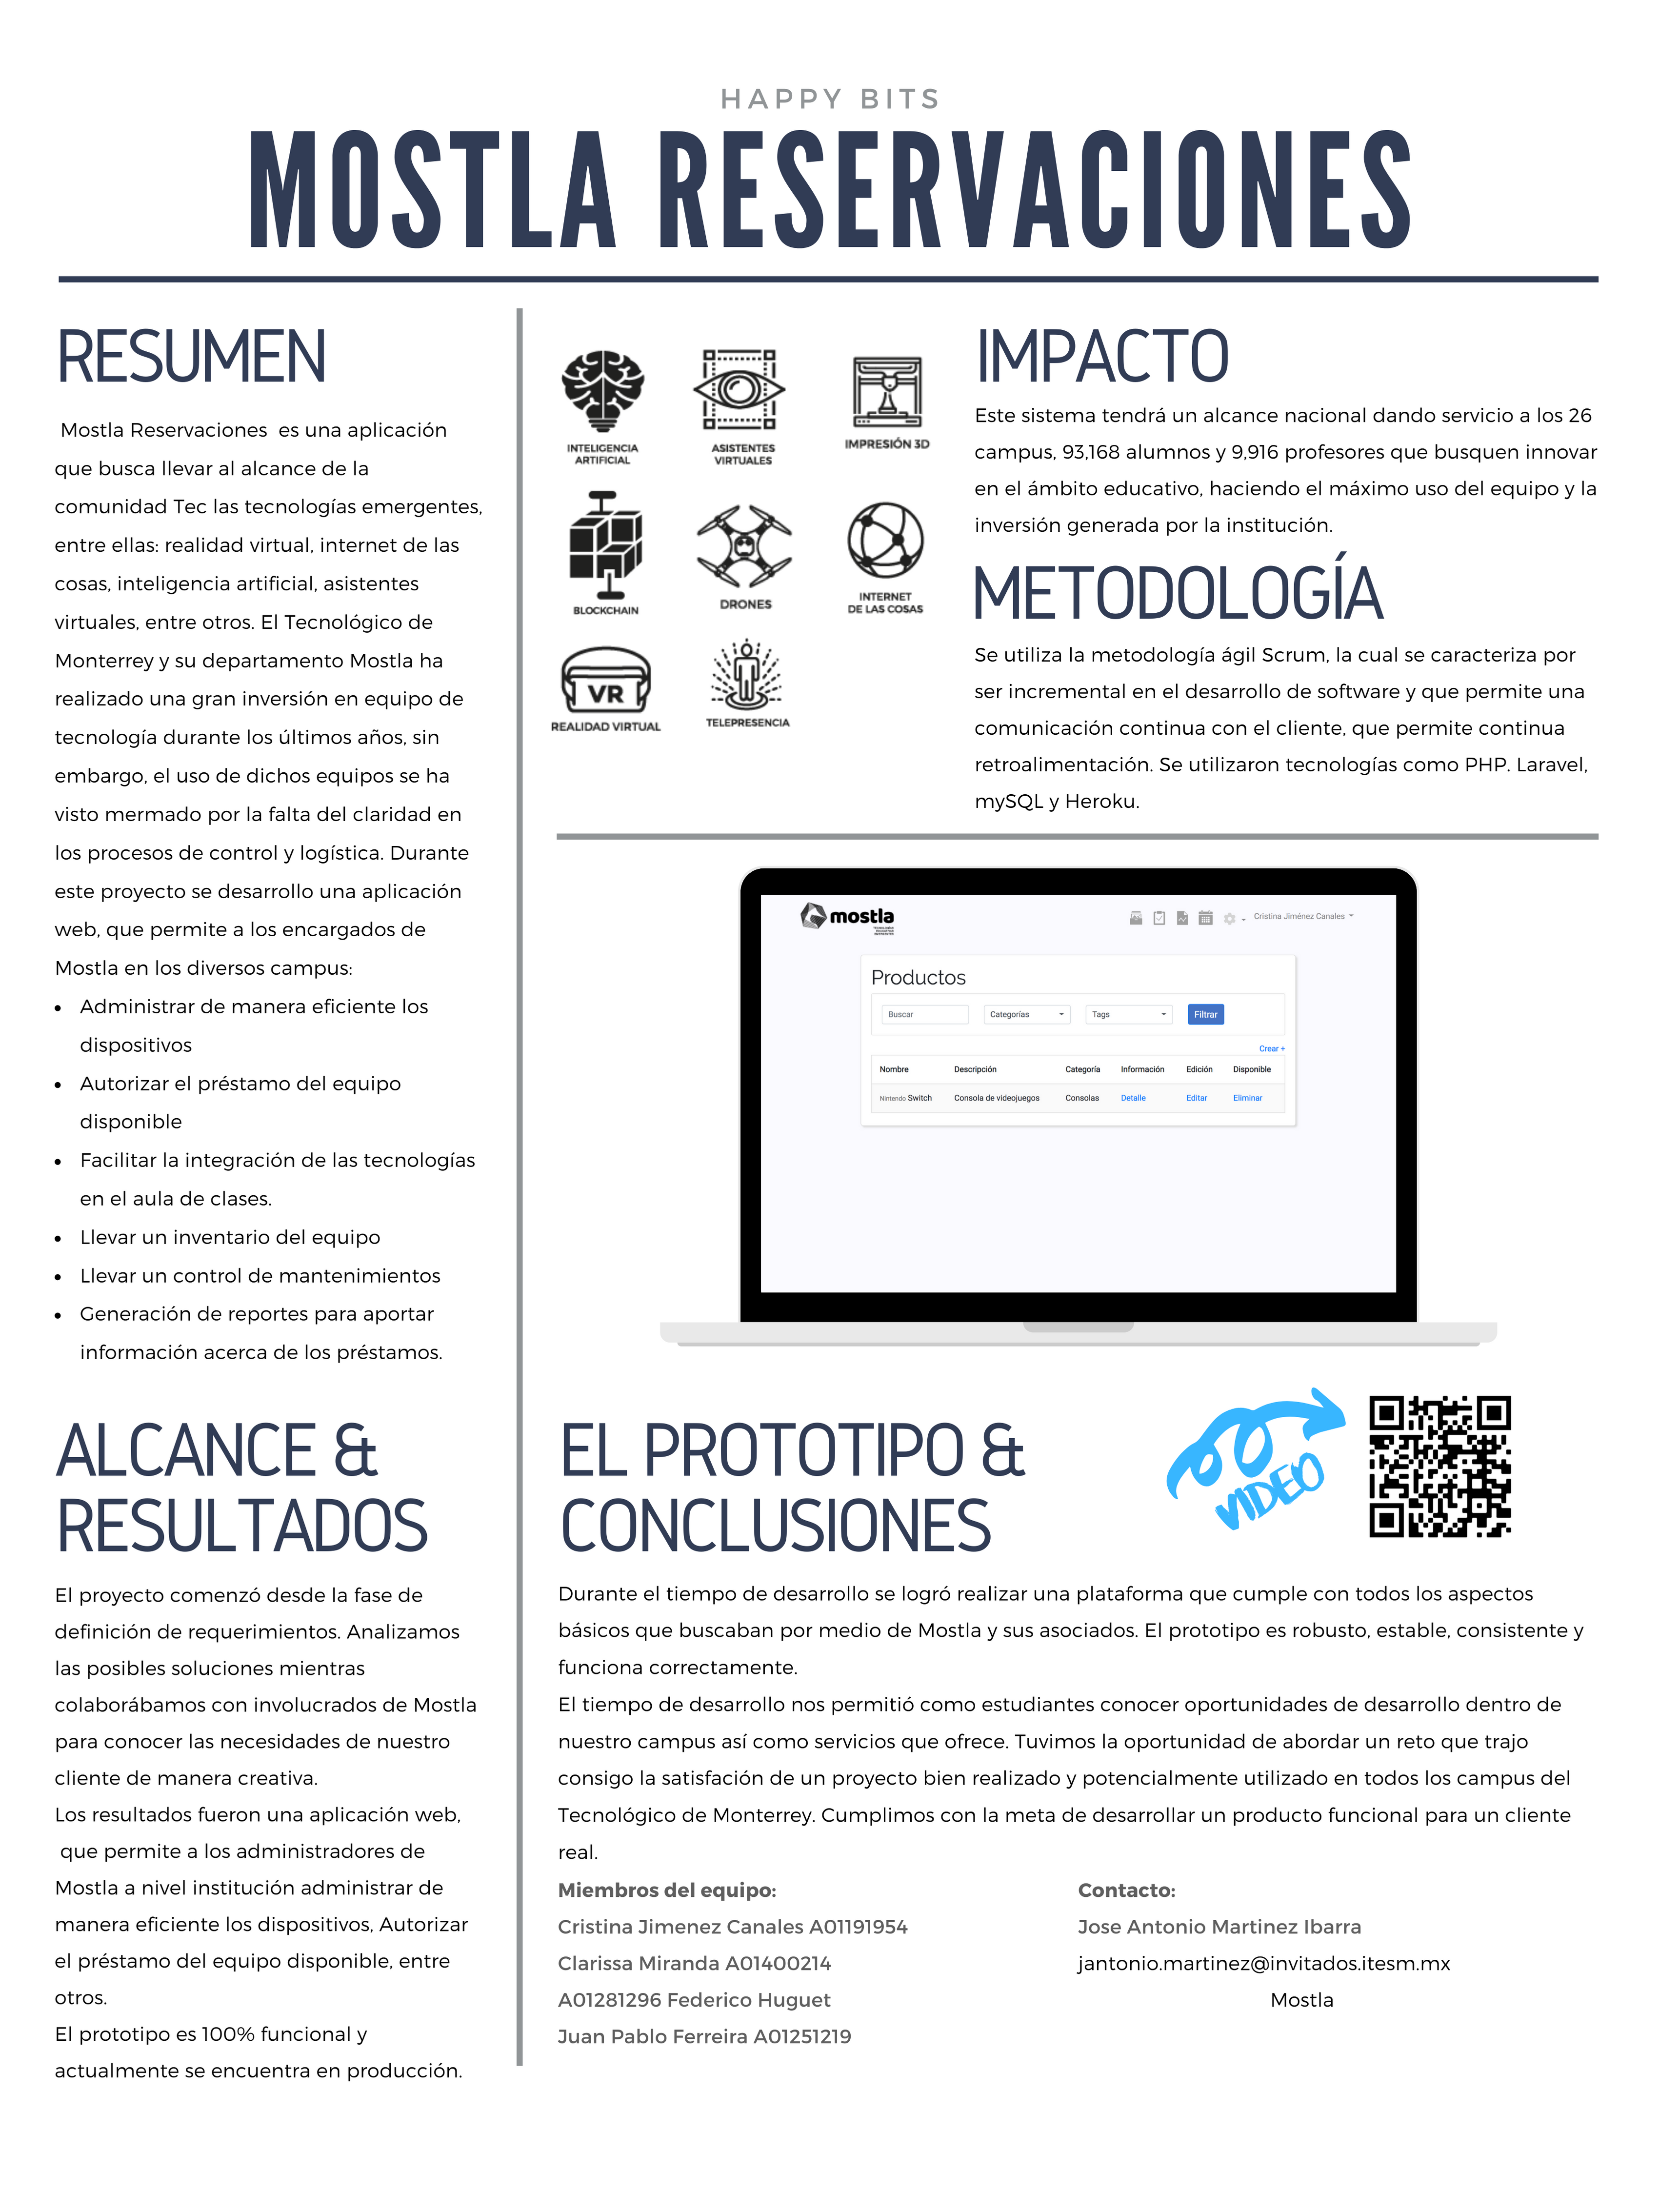 HAPPY BITS
MOSTLA RESERVACIONES
RESUMEN
Mostla Reservaciones es una aplicación
que busca llevar al alcance de la
comunidad Tec las tecnologías emergentes,
entre ellas: realidad virtual, internet de las
cosas, inteligencia artificial, asistentes
virtuales, entre otros. El Tecnológico de
Monterrey y su departamento Mostla ha
realizado una gran inversión en equipo de
tecnología durante los últimos años, sin
embargo, el uso de dichos equipos se ha
visto mermado por la falta del claridad en
los procesos de control y logística. Durante
este proyecto se desarrollo una aplicación
web, que permite a los encargados de
Mostla en los diversos campus:
• Administrar de manera eficiente los
dispositivos
• Autorizar el préstamo del equipo
disponible
• Facilitar la integración de las tecnologías
en el aula de clases.
• Llevar un inventario del equipo
• Llevar un control de mantenimientos
• Generación de reportes para aportar
información acerca de los préstamos.
ALCANCE &
RESULTADOS
El proyecto comenzó desde la fase de
definición de requerimientos. Analizamos
las posibles soluciones mientras
colaborábamos con involucrados de Mostla
para conocer las necesidades de nuestro
cliente de manera creativa.
Los resultados fueron una aplicación web,
que permite a los administradores de
Mostla a nivel institución administrar de
manera eficiente los dispositivos, Autorizar
el préstamo del equipo disponible, entre
otros.
El prototipo es 100% funcional y
actualmente se encuentra en producción.
INTELIGENCIA
ARTIFICIAL
ASISTENTES
VIRTUALES
IMPRESIÓN 3D
BLOCKCHAIN
DRONES
INTERNET
DE LAS COSAS
VR
REALIDAD VIRTUAL
TELEPRESENCIA
IMPACTO
Este sistema tendrá un alcance nacional dando servicio a los 26
campus, 93,168 alumnos y 9,916 profesores que busquen innovar
en el ámbito educativo, haciendo el máximo uso del equipo y la
inversión generada por la institución.
METODOLOGÍA
Se utiliza la metodología ágil Scrum, la cual se caracteriza por
ser incremental en el desarrollo de software y que permite una
comunicación continua con el cliente, que permite continua
retroalimentación. Se utilizaron tecnologías como PHP. Laravel,
mySQL y Heroku.
mostla
TECNOLOGÍAS
EDUCATIVAS
EMERGENTES
Cristina Jiménez Canales
Productos
Buscar Categorías Tags Filtrar
Crear +
Nombre Descripción Categoría Información Edición Disponible
Nintendo Switch Consola de videojuegos Consolas Detalle Editar Eliminar
EL PROTOTIPO &
CONCLUSIONES
VIDEO
Durante el tiempo de desarrollo se logró realizar una plataforma que cumple con todos los aspectos
básicos que buscaban por medio de Mostla y sus asociados. El prototipo es robusto, estable, consistente y
funciona correctamente.
El tiempo de desarrollo nos permitió como estudiantes conocer oportunidades de desarrollo dentro de
nuestro campus así como servicios que ofrece. Tuvimos la oportunidad de abordar un reto que trajo
consigo la satisfacción de un proyecto bien realizado y potencialmente utilizado en todos los campus del
Tecnológico de Monterrey. Cumplimos con la meta de desarrollar un producto funcional para un cliente
real.
Miembros del equipo:
Cristina Jimenez Canales A01191954
Clarissa Miranda A01400214
A01281296 Federico Huguet
Juan Pablo Ferreira A01251219
Contacto:
Jose Antonio Martinez Ibarra
jantonio.martinez@invitados.itesm.mx
Mostla